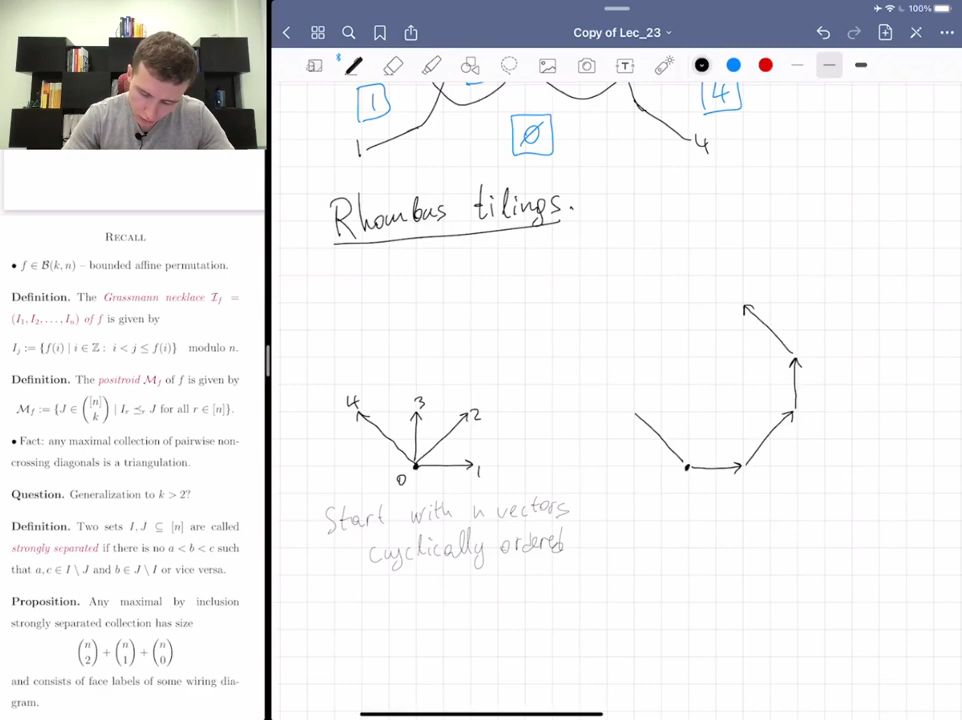 100%
Copy of Lec_23
1
4
1
∅
4
Rhombus tilings.
4
3
2
0
1
Start with n vectors
cyclically ordered
RECALL
• f ∈ B(k, n) – bounded affine permutation.
Definition. The Grassmann necklace I_f =
(I_1, I_2, . . . , I_n) of f is given by
I_j := {f(i) | i ∈ ℤ : i < j ≤ f(i)} modulo n.
Definition. The positroid M_f of f is given by
M_f := {J ∈ ([n] k) | I_r ⪯_r J for all r ∈ [n]}.
• Fact: any maximal collection of pairwise non-
crossing diagonals is a triangulation.
Question. Generalization to k > 2?
Definition. Two sets I, J ⊆ [n] are called
strongly separated if there is no a < b < c such
that a, c ∈ I \ J and b ∈ J \ I or vice versa.
Proposition. Any maximal by inclusion
strongly separated collection has size
(n 2) + (n 1) + (n 0)
and consists of face labels of some wiring dia-
gram.